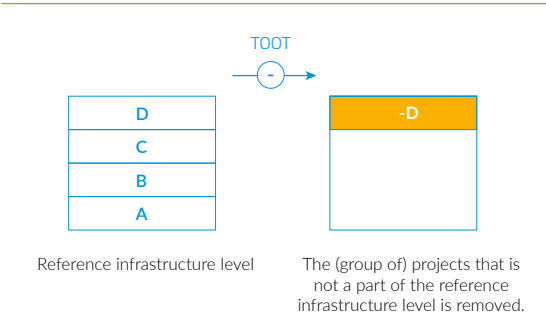 TOOT
-
D
C
B
A
-D
Reference infrastructure level
The (group of) projects that is
not a part of the reference
infrastructure level is removed.